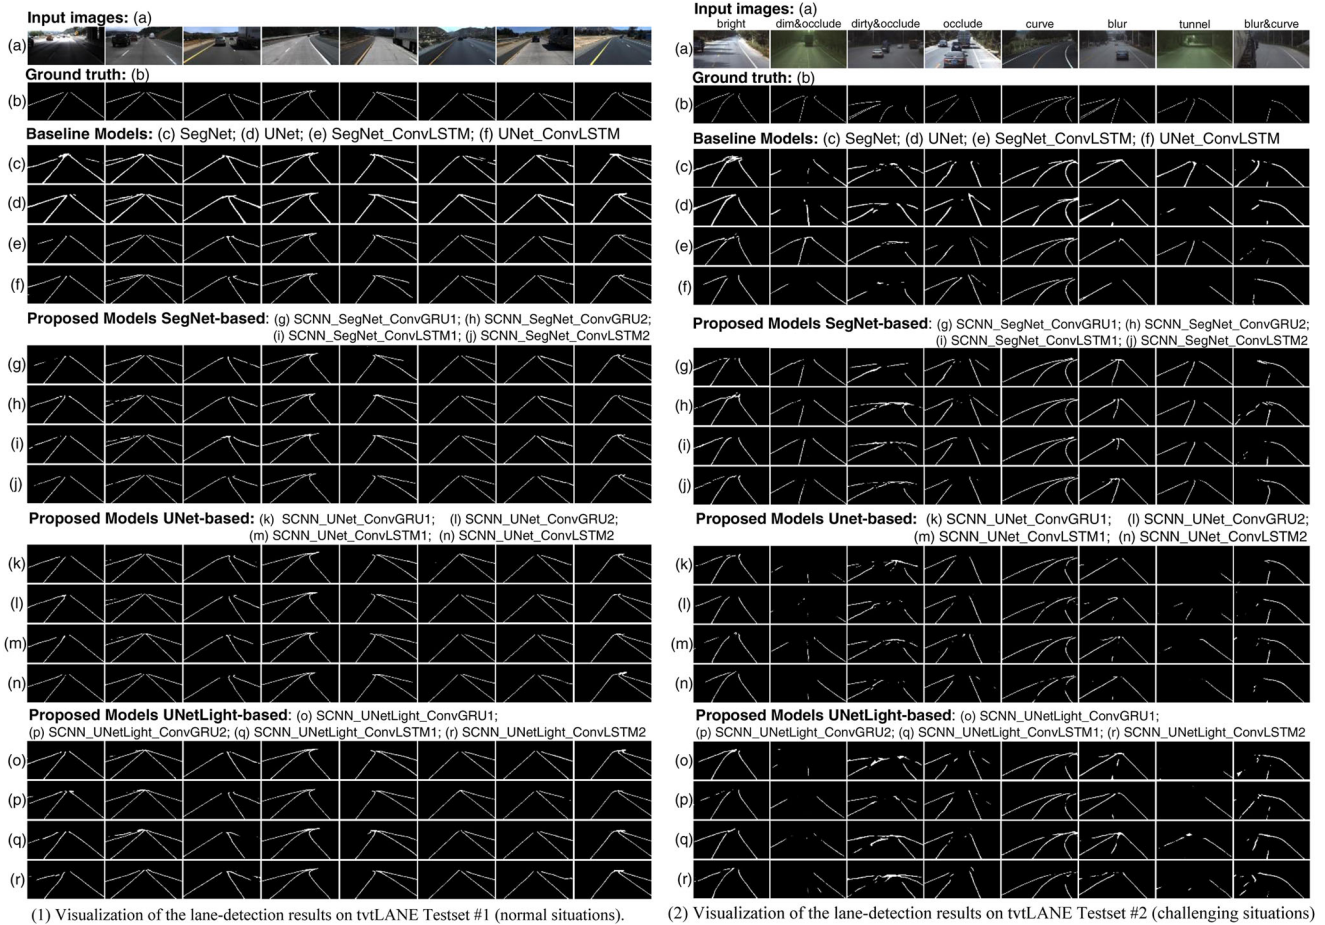 Input images: (a)
(a)
Ground truth: (b)
(b)
Baseline Models: (c) SegNet; (d) UNet; (e) SegNet_ConvLSTM; (f) UNet_ConvLSTM
(c)
(d)
(e)
(f)
Proposed Models SegNet-based: (g) SCNN_SegNet_ConvGRU1; (h) SCNN_SegNet_ConvGRU2;
(i) SCNN_SegNet_ConvLSTM1; (j) SCNN_SegNet_ConvLSTM2
(g)
(h)
(i)
(j)
Proposed Models UNet-based: (k) SCNN_UNet_ConvGRU1; (l) SCNN_UNet_ConvGRU2;
(m) SCNN_UNet_ConvLSTM1; (n) SCNN_UNet_ConvLSTM2
(k)
(l)
(m)
(n)
Proposed Models UNetLight-based: (o) SCNN_UNetLight_ConvGRU1;
(p) SCNN_UNetLight_ConvGRU2; (q) SCNN_UNetLight_ConvLSTM1; (r) SCNN_UNetLight_ConvLSTM2
(o)
(p)
(q)
(r)
(1) Visualization of the lane-detection results on tvtLANE Testset #1 (normal situations).
Input images: (a)
bright dim&occlude dirty&occlude occlude curve blur tunnel blur&curve
(a)
Ground truth: (b)
(b)
Baseline Models: (c) SegNet; (d) UNet; (e) SegNet_ConvLSTM; (f) UNet_ConvLSTM
(c)
(d)
(e)
(f)
Proposed Models SegNet-based: (g) SCNN_SegNet_ConvGRU1; (h) SCNN_SegNet_ConvGRU2;
(i) SCNN_SegNet_ConvLSTM1; (j) SCNN_SegNet_ConvLSTM2
(g)
(h)
(i)
(j)
Proposed Models Unet-based: (k) SCNN_UNet_ConvGRU1; (l) SCNN_UNet_ConvGRU2;
(m) SCNN_UNet_ConvLSTM1; (n) SCNN_UNet_ConvLSTM2
(k)
(l)
(m)
(n)
Proposed Models UNetLight-based: (o) SCNN_UNetLight_ConvGRU1;
(p) SCNN_UNetLight_ConvGRU2; (q) SCNN_UNetLight_ConvLSTM1; (r) SCNN_UNetLight_ConvLSTM2
(o)
(p)
(q)
(r)
(2) Visualization of the lane-detection results on tvtLANE Testset #2 (challenging situations)